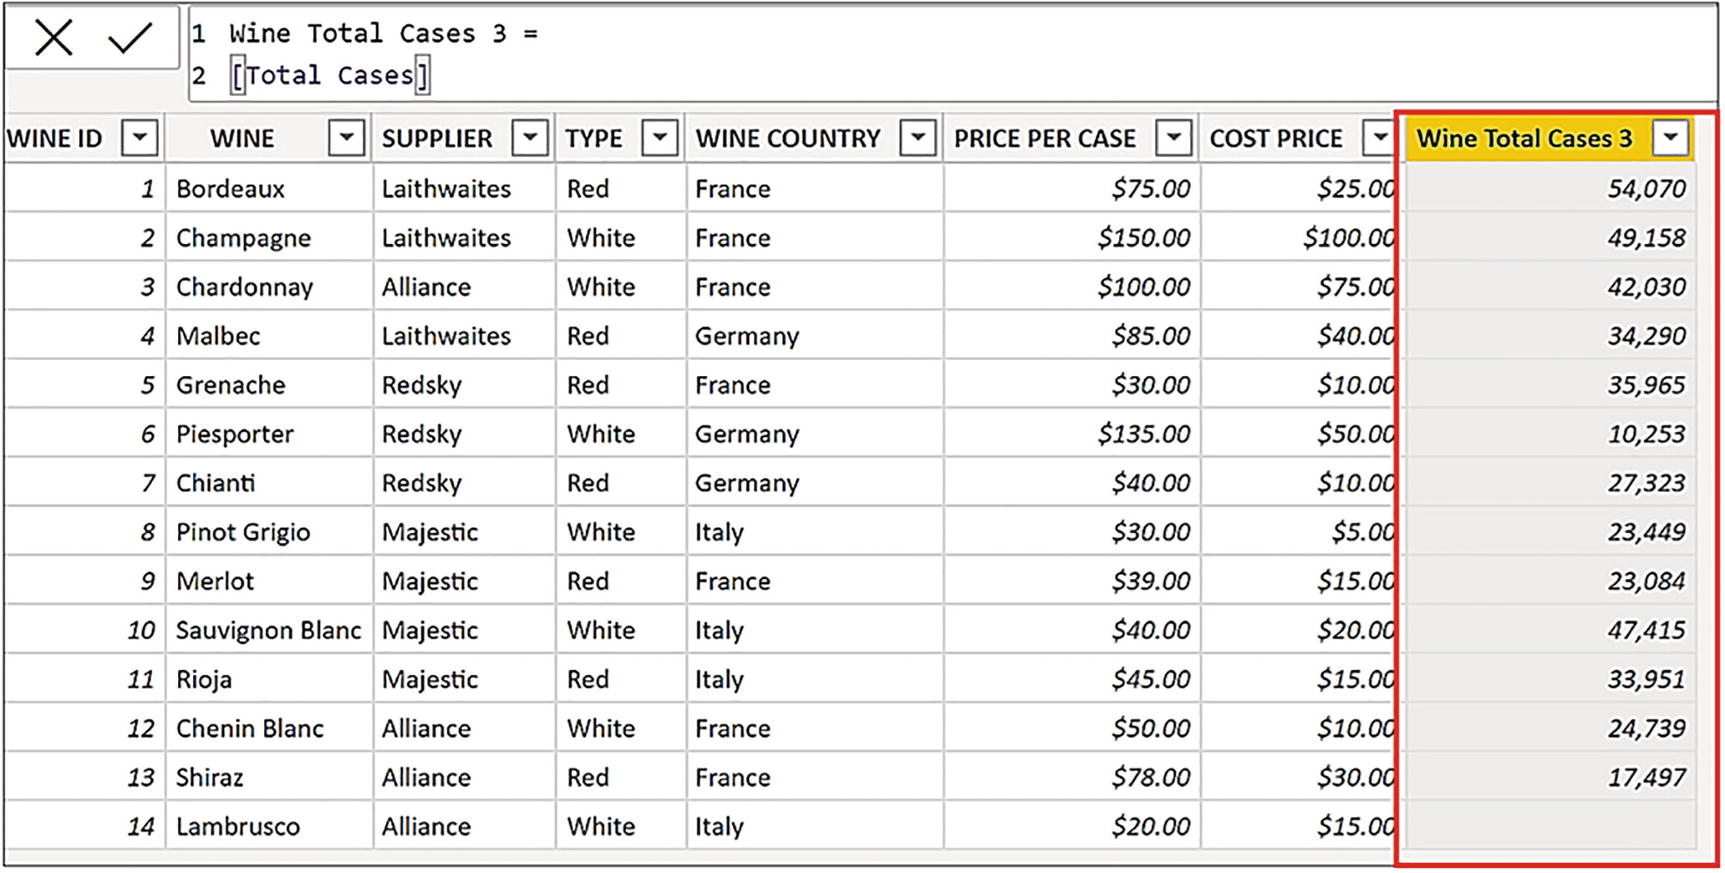 1 Wine Total Cases 3 =
2 [Total Cases]
WINE ID WINE SUPPLIER TYPE WINE COUNTRY PRICE PER CASE COST PRICE Wine Total Cases 3
1 Bordeaux Laithwaites Red France $75.00 $25.00 54,070
2 Champagne Laithwaites White France $150.00 $100.00 49,158
3 Chardonnay Alliance White France $100.00 $75.00 42,030
4 Malbec Laithwaites Red Germany $85.00 $40.00 34,290
5 Grenache Redsky Red France $30.00 $10.00 35,965
6 Piesporter Redsky White Germany $135.00 $50.00 10,253
7 Chianti Redsky Red Germany $40.00 $10.00 27,323
8 Pinot Grigio Majestic White Italy $30.00 $5.00 23,449
9 Merlot Majestic Red France $39.00 $15.00 23,084
10 Sauvignon Blanc Majestic White Italy $40.00 $20.00 47,415
11 Rioja Majestic Red Italy $45.00 $15.00 33,951
12 Chenin Blanc Alliance White France $50.00 $10.00 24,739
13 Shiraz Alliance Red France $78.00 $30.00 17,497
14 Lambrusco Alliance White Italy $20.00 $15.00